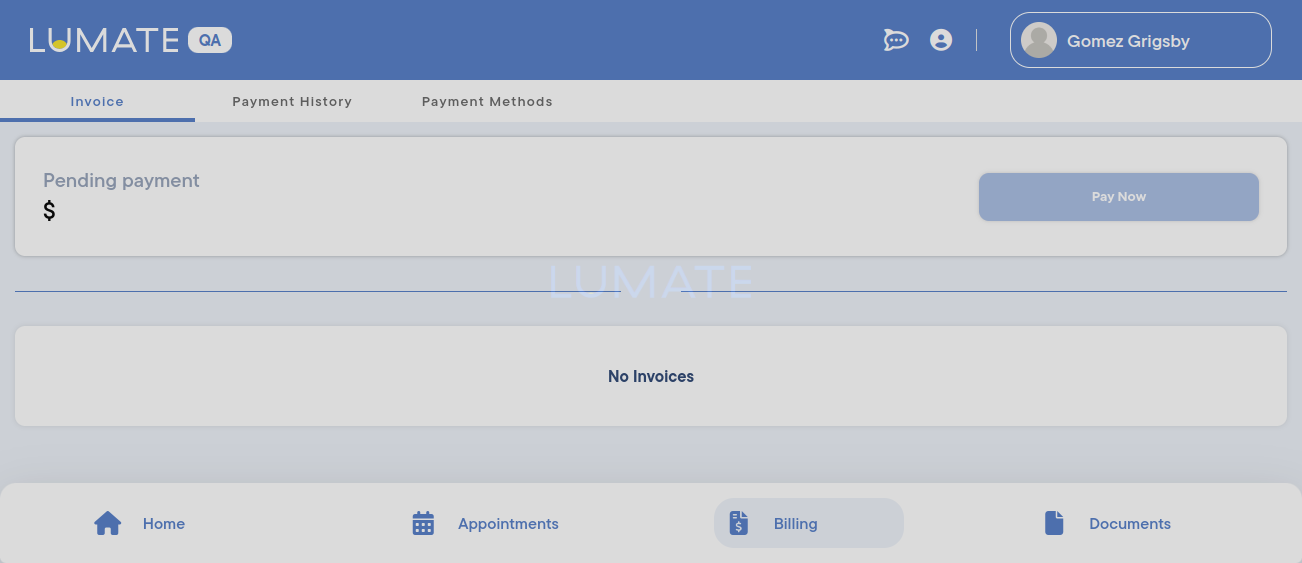 LUMATE QA
Gomez Grigsby
Invoice Payment History Payment Methods
Pending payment
$
Pay Now
LUMATE
No Invoices
Home Appointments Billing Documents